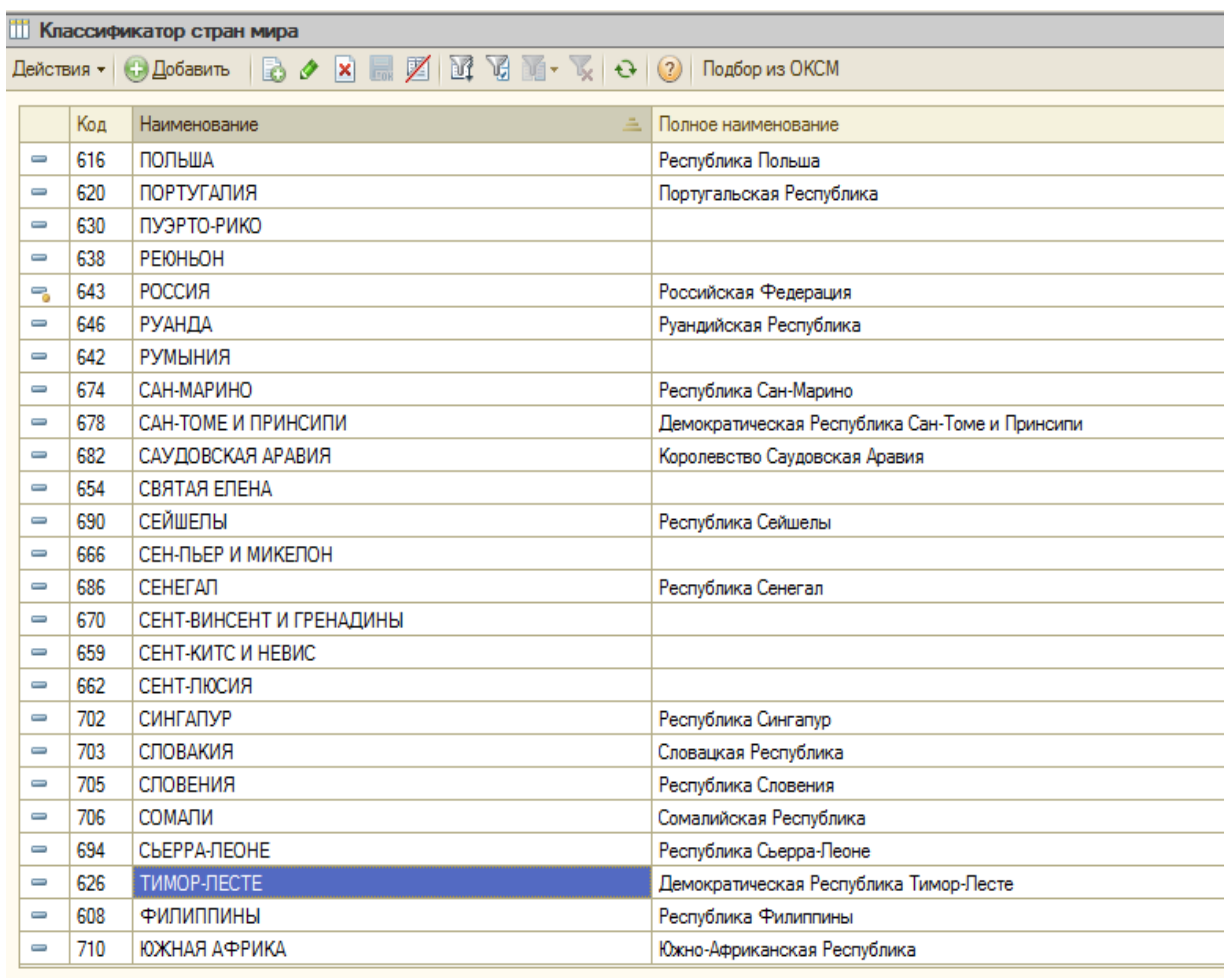 Классификатор стран мира
Действия Добавить Подбор из ОКСМ
Код Наименование Полное наименование
616 ПОЛЬША Республика Польша
620 ПОРТУГАЛИЯ Португальская Республика
630 ПУЭРТО-РИКО
638 РЕЮНЬОН
643 РОССИЯ Российская Федерация
646 РУАНДА Руандийская Республика
642 РУМЫНИЯ
674 САН-МАРИНО Республика Сан-Марино
678 САН-ТОМЕ И ПРИНСИПИ Демократическая Республика Сан-Томе и Принсипи
682 САУДОВСКАЯ АРАВИЯ Королевство Саудовская Аравия
654 СВЯТАЯ ЕЛЕНА
690 СЕЙШЕЛЫ Республика Сейшелы
666 СЕН-ПЬЕР И МИКЕЛОН
686 СЕНЕГАЛ Республика Сенегал
670 СЕНТ-ВИНСЕНТ И ГРЕНАДИНЫ
659 СЕНТ-КИТС И НЕВИС
662 СЕНТ-ЛЮСИЯ
702 СИНГАПУР Республика Сингапур
703 СЛОВАКИЯ Словацкая Республика
705 СЛОВЕНИЯ Республика Словения
706 СОМАЛИ Сомалийская Республика
694 СЬЕРРА-ЛЕОНЕ Республика Сьерра-Леоне
626 ТИМОР-ЛЕСТЕ Демократическая Республика Тимор-Лесте
608 ФИЛИППИНЫ Республика Филиппины
710 ЮЖНАЯ АФРИКА Южно-Африканская Республика